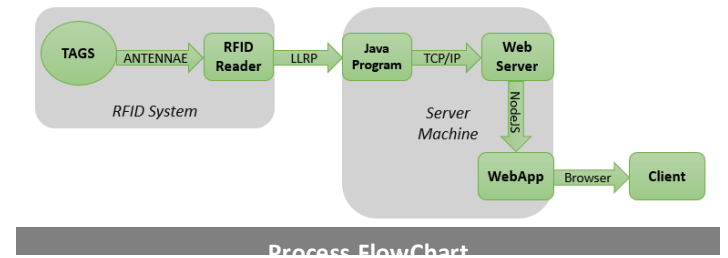 TAGS
ANTENNAE
RFID
Reader
LLRP
Java
Program
TCP/IP
Web
Server
RFID System
Server
Machine
NodeJS
WebApp
Browser
Client
Process FlowChart